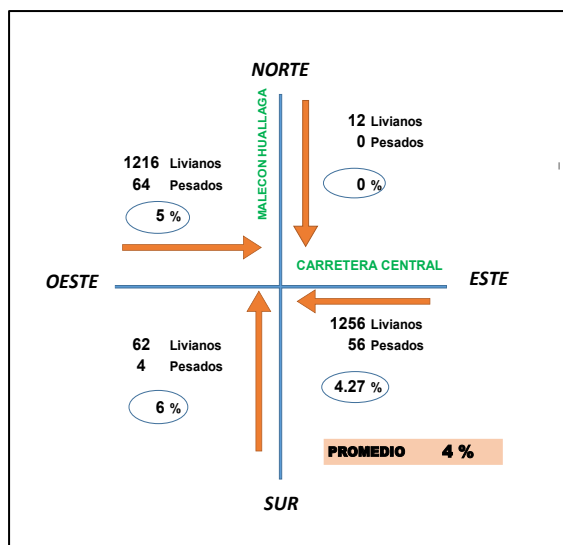 NORTE
MALECON HUALLAGA
12 Livianos
0 Pesados
0 %
1216 Livianos
64 Pesados
5 %
CARRETERA CENTRAL
OESTE
ESTE
1256 Livianos
56 Pesados
4.27 %
62 Livianos
4 Pesados
6 %
PROMEDIO 4 %
SUR